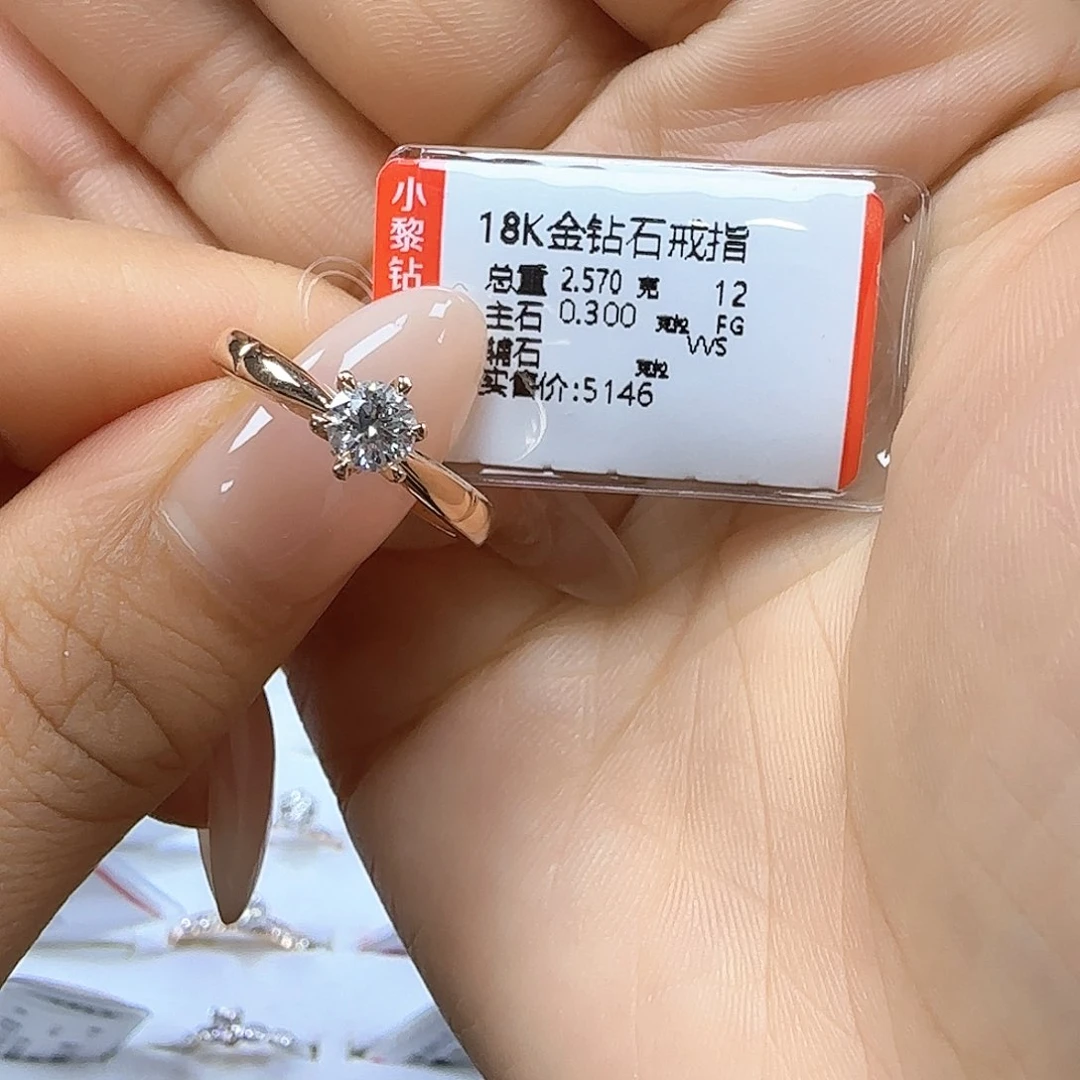 小黎钻
18K金钻石戒指
总重 2.570 克 12
主石 0.300 克拉 FG
VVS
辅石 克拉
实售价:5146